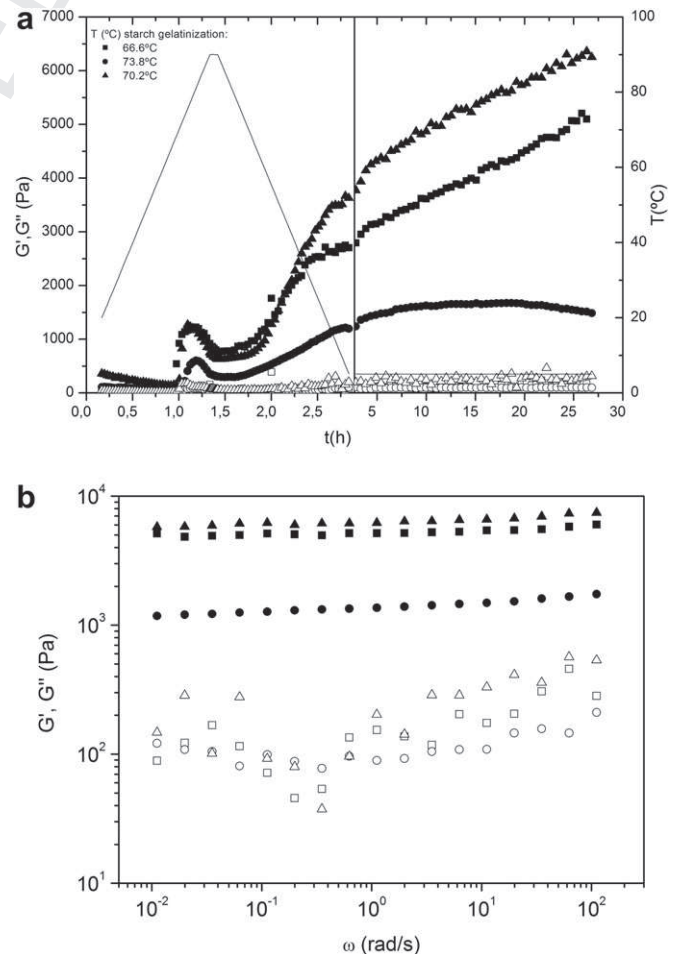 a
T (ºC) starch gelatinization:
66.6ºC
73.8ºC
70.2ºC
7000
6000
5000
4000
3000
2000
1000
0
G',G'' (Pa)
100
80
60
40
20
0
T(ºC)
0,0 0,5 1,0 1,5 2,0 2,5 5 10 15 20 25 30
t(h)
b
10^4
10^3
10^2
10^1
G', G'' (Pa)
10^-2 10^-1 10^0 10^1 10^2
ω (rad/s)